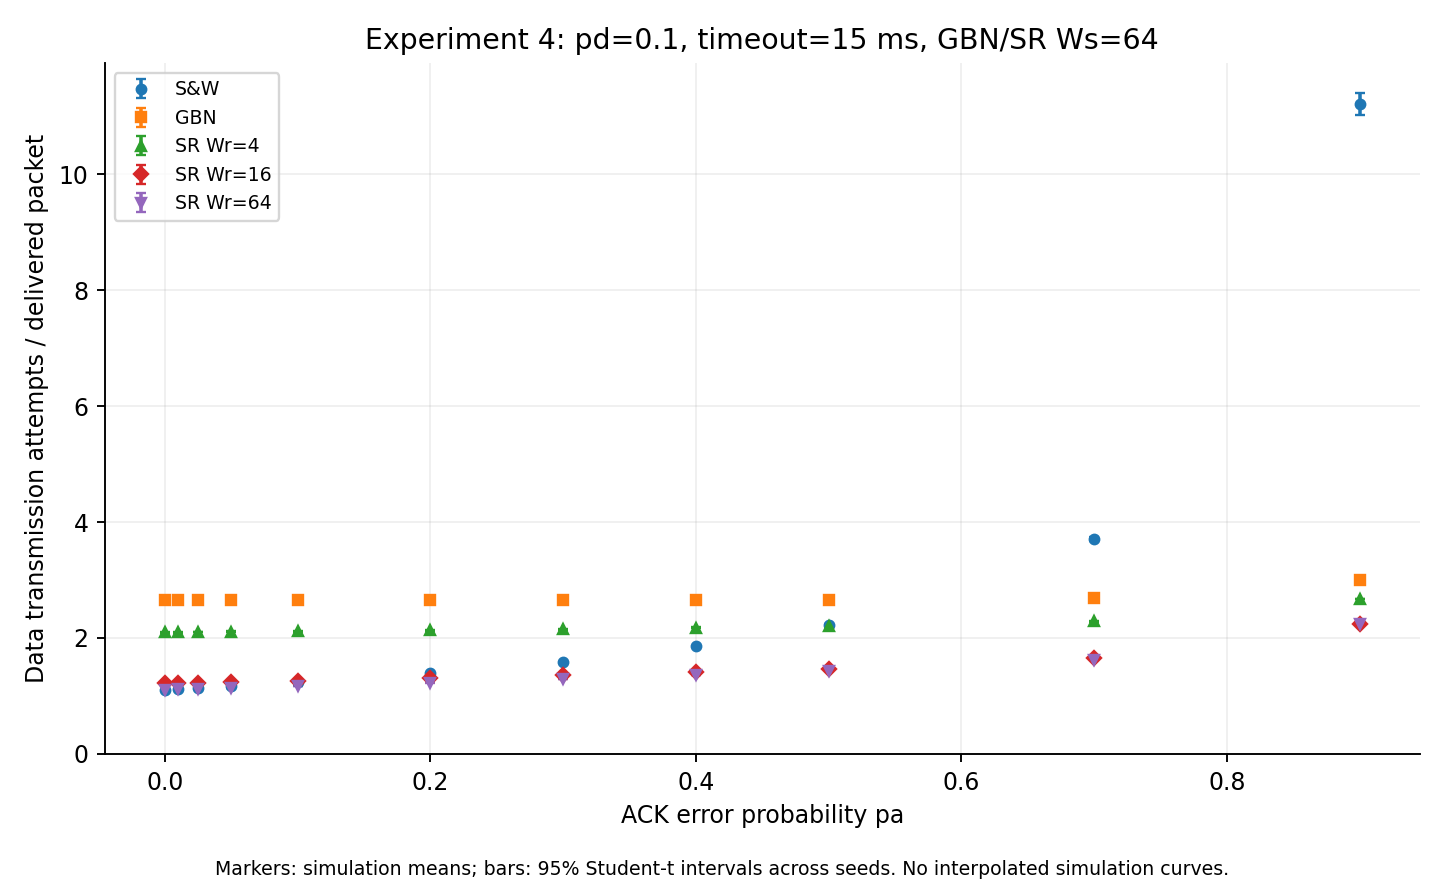 Experiment 4: pd=0.1, timeout=15 ms, GBN/SR Ws=64
S&W
GBN
SR Wr=4
SR Wr=16
SR Wr=64
Data transmission attempts / delivered packet
10
8
6
4
2
0
0.0 0.2 0.4 0.6 0.8
ACK error probability pa
Markers: simulation means; bars: 95% Student-t intervals across seeds. No interpolated simulation curves.